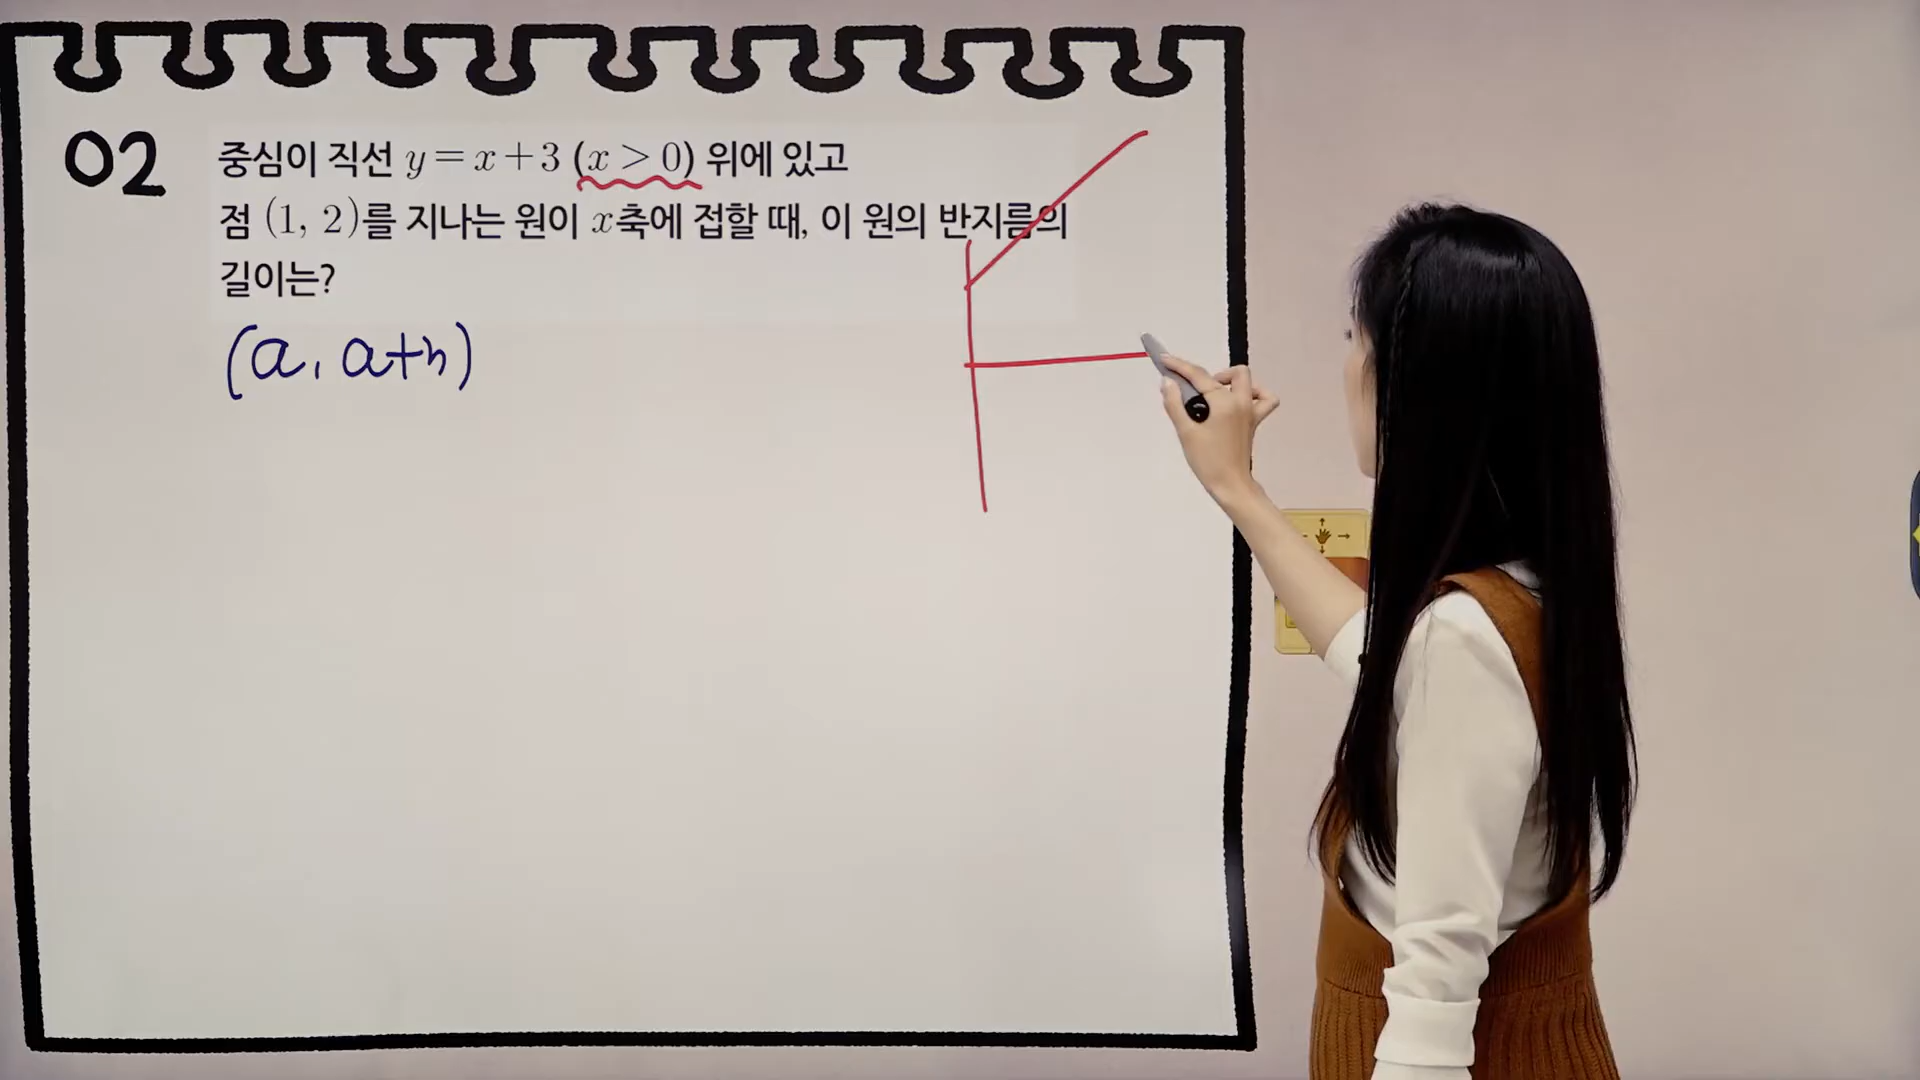 02
중심이 직선 y=x+3 (x>0) 위에 있고
점 (1, 2)를 지나는 원이 x축에 접할 때, 이 원의 반지름의
길이는?
(a, a+h)